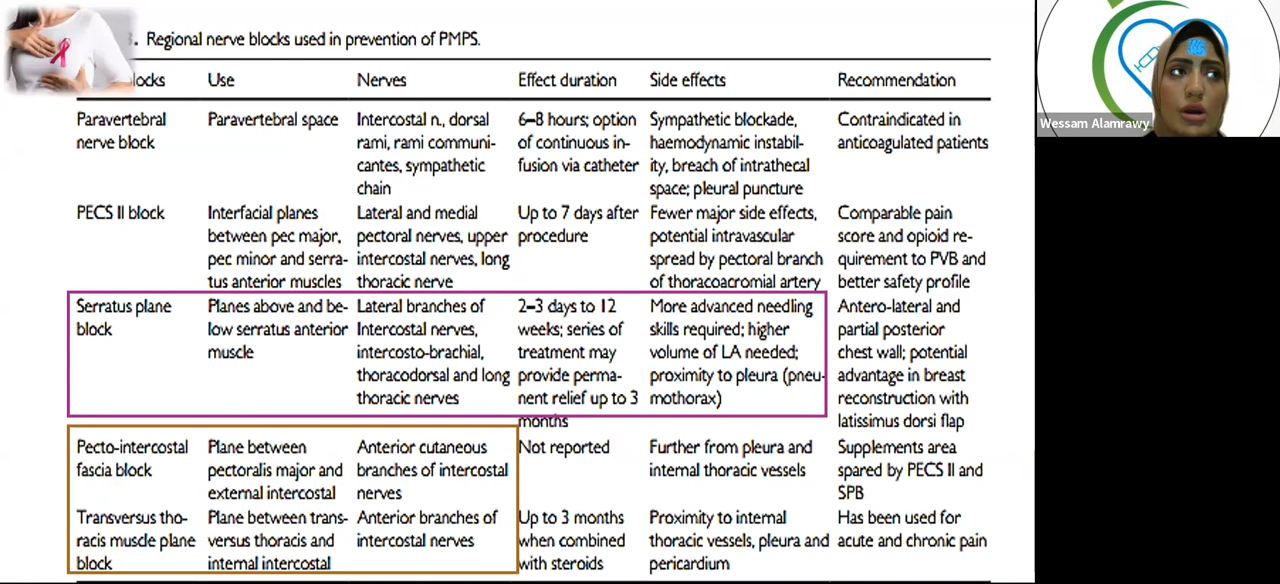 . Regional nerve blocks used in prevention of PMPS.
locks Use Nerves Effect duration Side effects Recommendation
Paravertebral Paravertebral space Intercostal n., dorsal 6–8 hours; option Sympathetic blockade, Contraindicated in
nerve block rami, rami communi- of continuous in- haemodynamic instabil- anticoagulated patients
cantes, sympathetic fusion via catheter ity, breach of intrathecal
chain space; pleural puncture
PECS II block Interfacial planes Lateral and medial Up to 7 days after Fewer major side effects, Comparable pain
between pec major, pectoral nerves, upper procedure potential intravascular score and opioid re-
pec minor and serra- intercostal nerves, long spread by pectoral branch quirement to PVB and
tus anterior muscles thoracic nerve of thoracoacromial artery better safety profile
Serratus plane Planes above and be- Lateral branches of 2–3 days to 12 More advanced needling Antero-lateral and
block low serratus anterior Intercostal nerves, weeks; series of skills required; higher partial posterior
muscle intercosto-brachial, treatment may volume of LA needed; chest wall; potential
thoracodorsal and long provide perma- proximity to pleura (pneu- advantage in breast
thoracic nerves nent relief up to 3 mothorax) reconstruction with
months latissimus dorsi flap
Pecto-intercostal Plane between Anterior cutaneous Not reported Further from pleura and Supplements area
fascia block pectoralis major and branches of intercostal internal thoracic vessels spared by PECS II and
external intercostal nerves SPB
Transversus tho- Plane between trans- Anterior branches of Up to 3 months Proximity to internal Has been used for
racis muscle plane versus thoracis and intercostal nerves when combined thoracic vessels, pleura and acute and chronic pain
block internal intercostal with steroids pericardium
Wessam Alamrawy